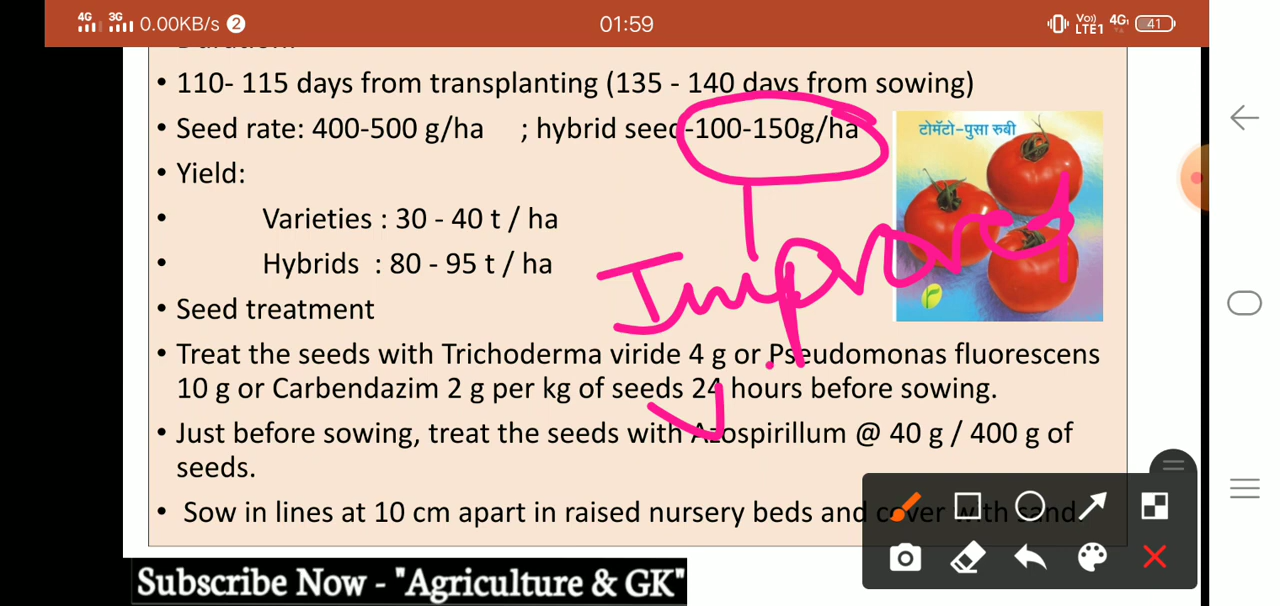 4G 3G 0.00KB/s 2 01:59 Vo) LTE1 4G 41
• 110- 115 days from transplanting (135 - 140 days from sowing)
• Seed rate: 400-500 g/ha ; hybrid seed-100-150g/ha
टोमॅटो-पुसा रुबी
• Yield:
• Varieties : 30 - 40 t / ha
• Hybrids : 80 - 95 t / ha
Improved
• Seed treatment
• Treat the seeds with Trichoderma viride 4 g or Pseudomonas fluorescens
10 g or Carbendazim 2 g per kg of seeds 24 hours before sowing.
• Just before sowing, treat the seeds with Azospirillum @ 40 g / 400 g of
seeds.
• Sow in lines at 10 cm apart in raised nursery beds and cover with sand.
Subscribe Now - "Agriculture & GK"